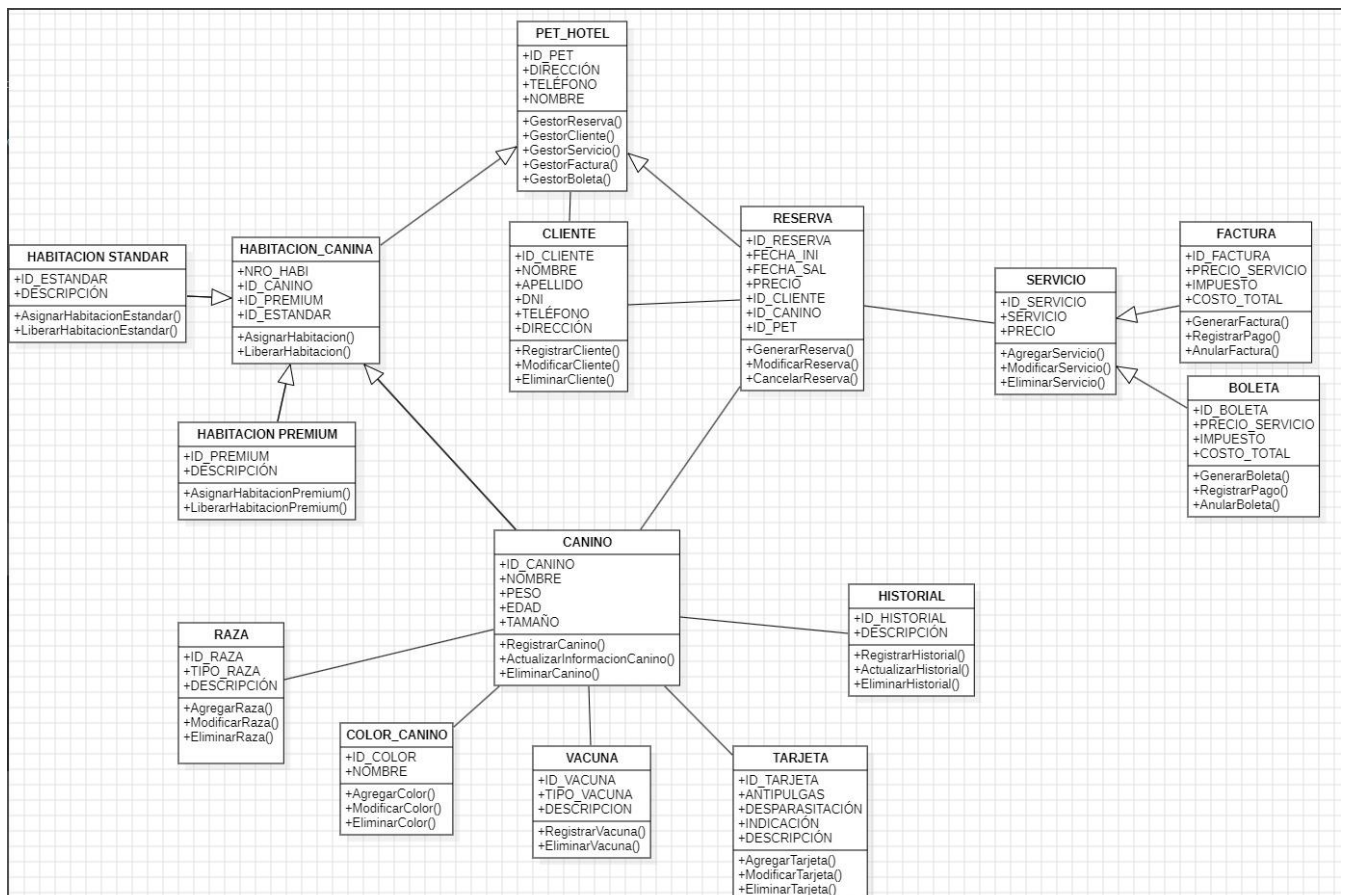 PET_HOTEL
+ID_PET
+DIRECCIÓN
+TELÉFONO
+NOMBRE
+GestorReserva()
+GestorCliente()
+GestorServicio()
+GestorFactura()
+GestorBoleta()
HABITACION STANDAR
+ID_ESTANDAR
+DESCRIPCIÓN
+AsignarHabitacionEstandar()
+LiberarHabitacionEstandar()
HABITACION_CANINA
+NRO_HABI
+ID_CANINO
+ID_PREMIUM
+ID_ESTANDAR
+AsignarHabitacion()
+LiberarHabitacion()
CLIENTE
+ID_CLIENTE
+NOMBRE
+APELLIDO
+DNI
+TELÉFONO
+DIRECCIÓN
+RegistrarCliente()
+ModificarCliente()
+EliminarCliente()
RESERVA
+ID_RESERVA
+FECHA_INI
+FECHA_SAL
+PRECIO
+ID_CLIENTE
+ID_CANINO
+ID_PET
+GenerarReserva()
+ModificarReserva()
+CancelarReserva()
SERVICIO
+ID_SERVICIO
+SERVICIO
+PRECIO
+AgregarServicio()
+ModificarServicio()
+EliminarServicio()
FACTURA
+ID_FACTURA
+PRECIO_SERVICIO
+IMPUESTO
+COSTO_TOTAL
+GenerarFactura()
+RegistrarPago()
+AnularFactura()
BOLETA
+ID_BOLETA
+PRECIO_SERVICIO
+IMPUESTO
+COSTO_TOTAL
+GenerarBoleta()
+RegistrarPago()
+AnularBoleta()
HABITACION PREMIUM
+ID_PREMIUM
+DESCRIPCIÓN
+AsignarHabitacionPremium()
+LiberarHabitacionPremium()
CANINO
+ID_CANINO
+NOMBRE
+PESO
+EDAD
+TAMAÑO
+RegistrarCanino()
+ActualizarInformacionCanino()
+EliminarCanino()
HISTORIAL
+ID_HISTORIAL
+DESCRIPCIÓN
+RegistrarHistorial()
+ActualizarHistorial()
+EliminarHistorial()
RAZA
+ID_RAZA
+TIPO_RAZA
+DESCRIPCIÓN
+AgregarRaza()
+ModificarRaza()
+EliminarRaza()
COLOR_CANINO
+ID_COLOR
+NOMBRE
+AgregarColor()
+ModificarColor()
+EliminarColor()
VACUNA
+ID_VACUNA
+TIPO_VACUNA
+DESCRIPCION
+RegistrarVacuna()
+EliminarVacuna()
TARJETA
+ID_TARJETA
+ANTIPULGAS
+DESPARASITACIÓN
+INDICACIÓN
+DESCRIPCIÓN
+AgregarTarjeta()
+ModificarTarjeta()
+EliminarTarjeta()